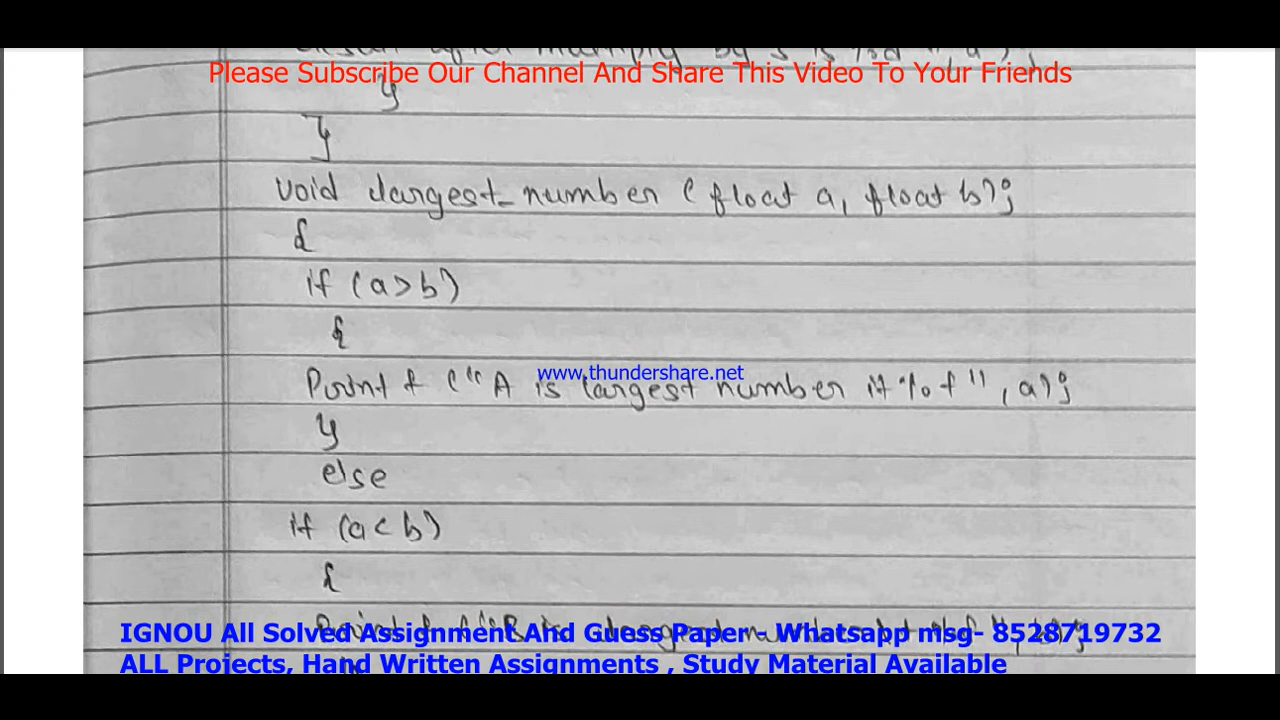 Please Subscribe Our Channel And Share This Video To Your Friends
}
}
void largest_number (float a, float b);
{
if (a>b)
{
www.thundershare.net
Printf ("A is largest number if %f", a);
}
else
if (a<b)
{
IGNOU All Solved Assignment And Guess Paper - Whatsapp msg- 8528719732
ALL Projects, Hand Written Assignments , Study Material Available